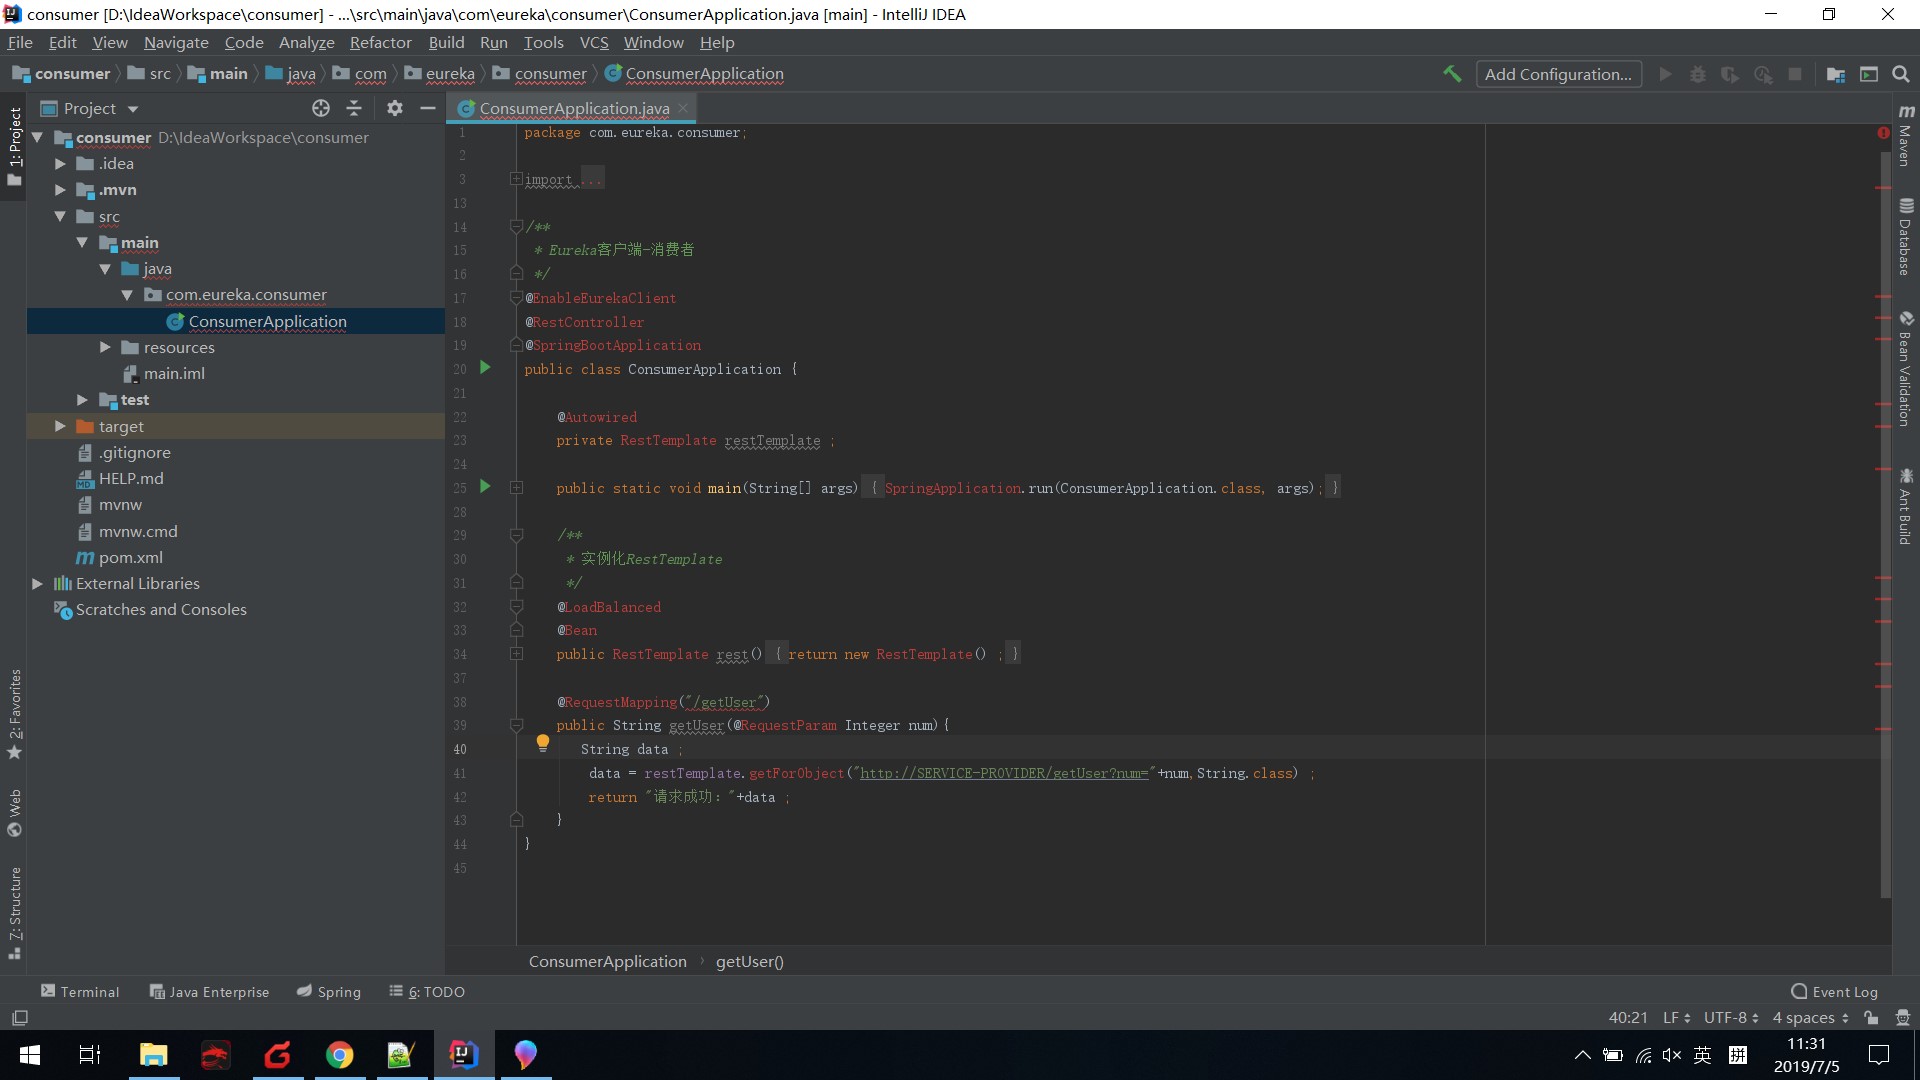 consumer [D:\IdeaWorkspace\consumer] - ...\src\main\java\com\eureka\consumer\ConsumerApplication.java [main] - IntelliJ IDEA
File Edit View Navigate Code Analyze Refactor Build Run Tools VCS Window Help
consumer src main java com eureka consumer ConsumerApplication Add Configuration...
Project ConsumerApplication.java
1: Project
2: Favorites
Web
7: Structure
consumer D:\IdeaWorkspace\consumer
.idea
.mvn
src
main
java
com.eureka.consumer
ConsumerApplication
resources
main.iml
test
target
.gitignore
HELP.md
mvnw
mvnw.cmd
pom.xml
External Libraries
Scratches and Consoles
1 package com.eureka.consumer;
2
3 import ...
13
14 /**
15 * Eureka客户端-消费者
16 */
17 @EnableEurekaClient
18 @RestController
19 @SpringBootApplication
20 public class ConsumerApplication {
21
22 @Autowired
23 private RestTemplate restTemplate ;
24
25 public static void main(String[] args) { SpringApplication.run(ConsumerApplication.class, args); }
28
29 /**
30 * 实例化RestTemplate
31 */
32 @LoadBalanced
33 @Bean
34 public RestTemplate rest() { return new RestTemplate() ; }
37
38 @RequestMapping("/getUser")
39 public String getUser(@RequestParam Integer num){
40 String data ;
41 data = restTemplate.getForObject("http://SERVICE-PROVIDER/getUser?num="+num,String.class) ;
42 return "请求成功："+data ;
43 }
44 }
45
Maven
Database
Bean Validation
Ant Build
ConsumerApplication getUser()
Terminal Java Enterprise Spring 6: TODO Event Log
40:21 LF UTF-8 4 spaces
英 拼 11:31
2019/7/5